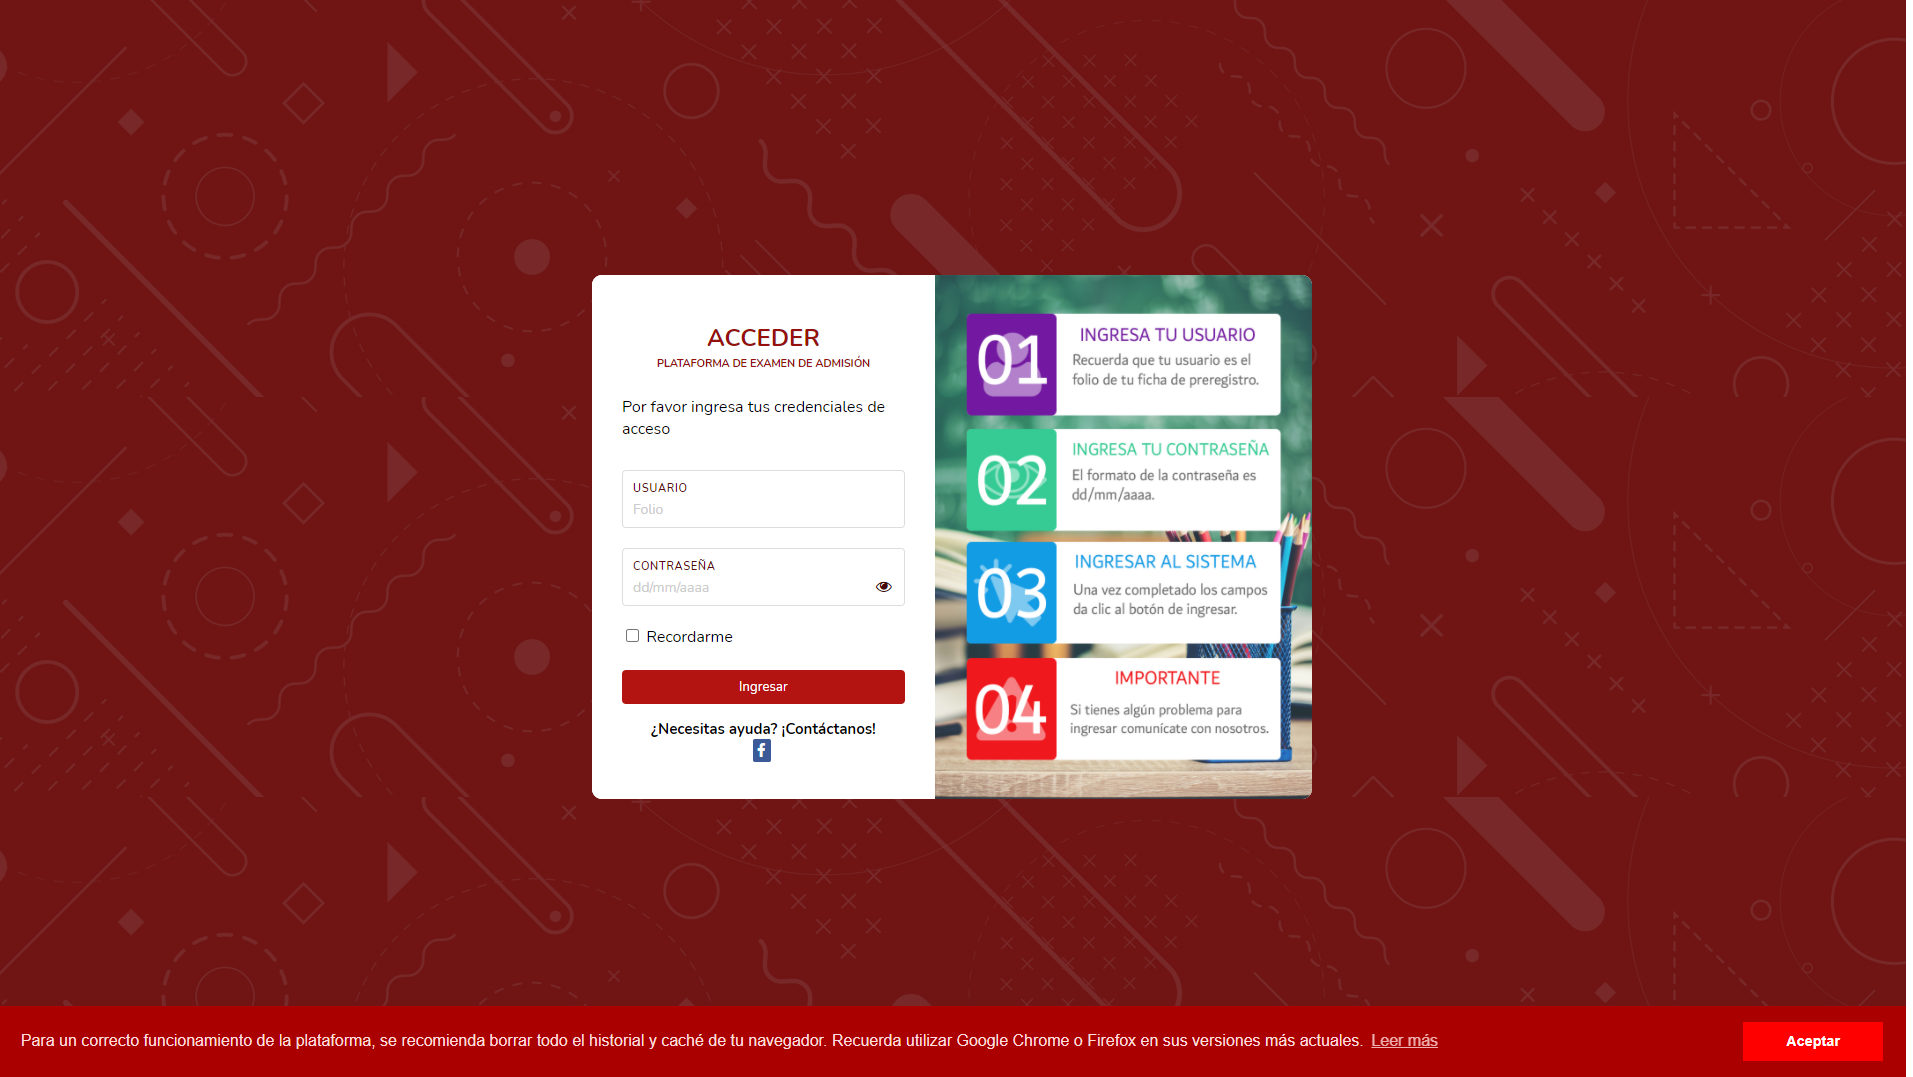 ACCEDER
PLATAFORMA DE EXAMEN DE ADMISIÓN
Por favor ingresa tus credenciales de
acceso
USUARIO
Folio
CONTRASEÑA
dd/mm/aaaa
Recordarme
Ingresar
¿Necesitas ayuda? ¡Contáctanos!
01
INGRESA TU USUARIO
Recuerda que tu usuario es el
folio de tu ficha de preregistro.
02
INGRESA TU CONTRASEÑA
El formato de la contraseña es
dd/mm/aaaa.
03
INGRESAR AL SISTEMA
Una vez completado los campos
da clic al botón de ingresar.
04
IMPORTANTE
Si tienes algún problema para
ingresar comunícate con nosotros.
Para un correcto funcionamiento de la plataforma, se recomienda borrar todo el historial y caché de tu navegador. Recuerda utilizar Google Chrome o Firefox en sus versiones más actuales. Leer más
Aceptar